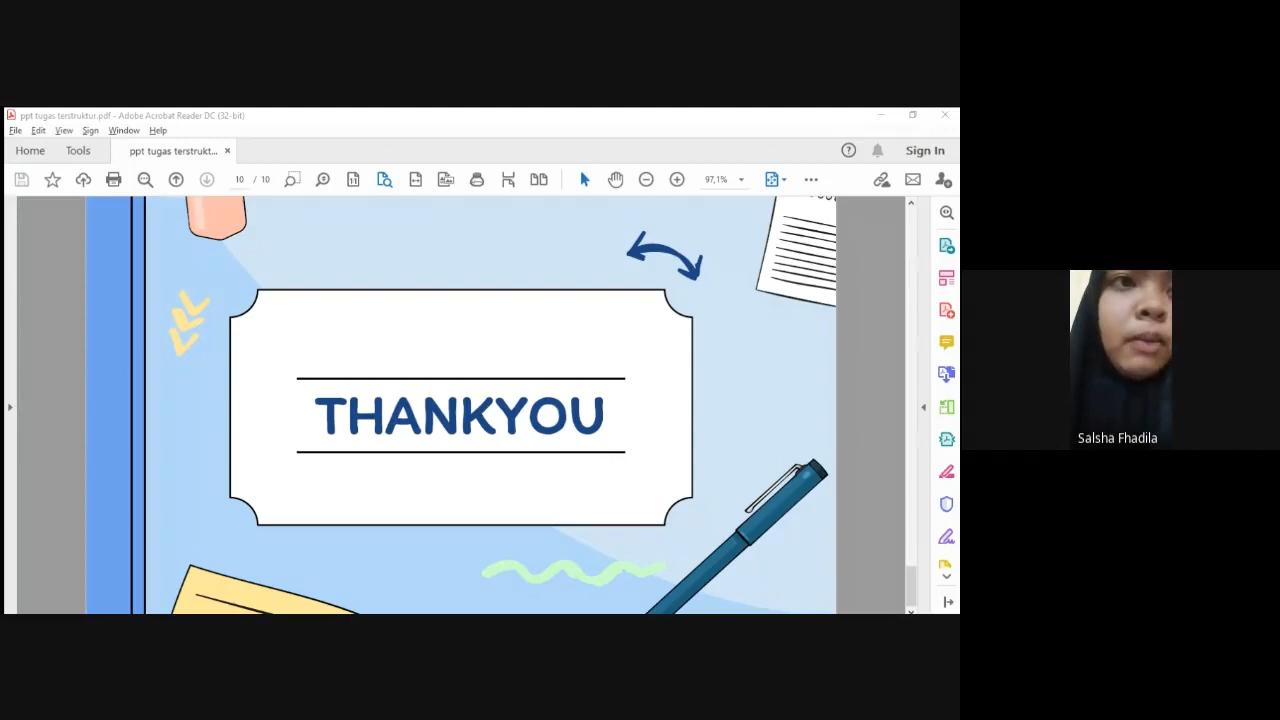 ppt tugas terstruktur.pdf - Adobe Acrobat Reader DC (32-bit)
File Edit View Sign Window Help
Home Tools ppt tugas terstrukt... × Sign In
10 / 10 97,1%
THANKYOU
Salsha Fhadila